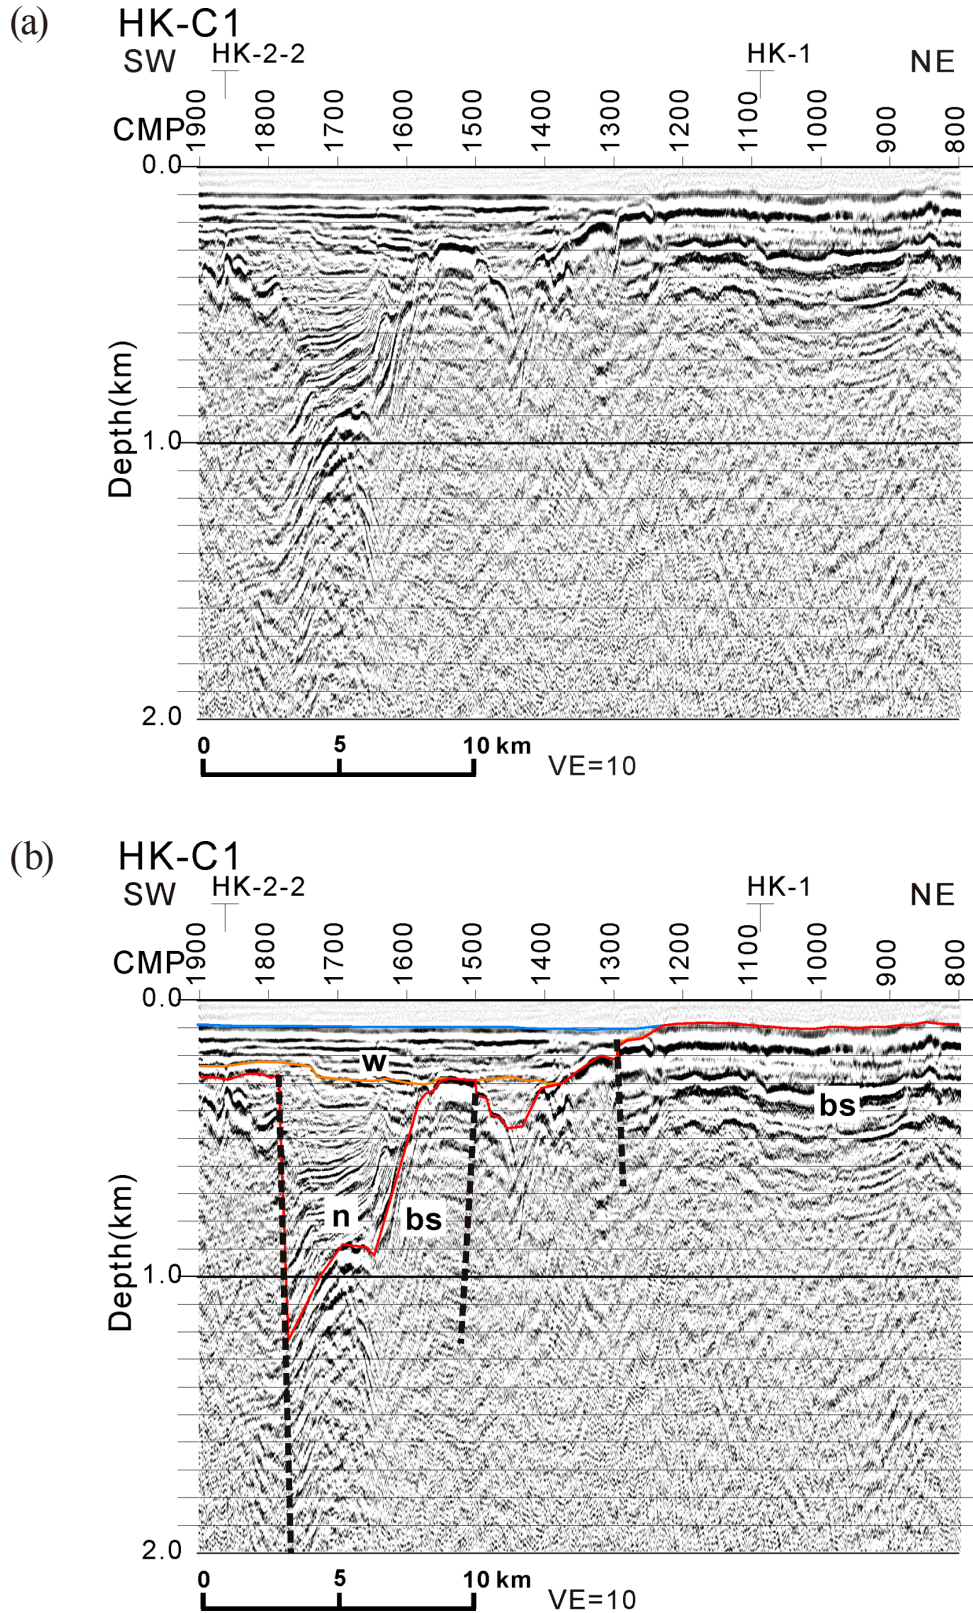 (a) HK-C1
SW HK-2-2 HK-1 NE
CMP 1900 1800 1700 1600 1500 1400 1300 1200 1100 1000 900 800
0.0
Depth(km)
1.0
2.0
0 5 10 km
VE=10
(b) HK-C1
SW HK-2-2 HK-1 NE
CMP 1900 1800 1700 1600 1500 1400 1300 1200 1100 1000 900 800
0.0
w
bs
n bs
Depth(km)
1.0
2.0
0 5 10 km
VE=10